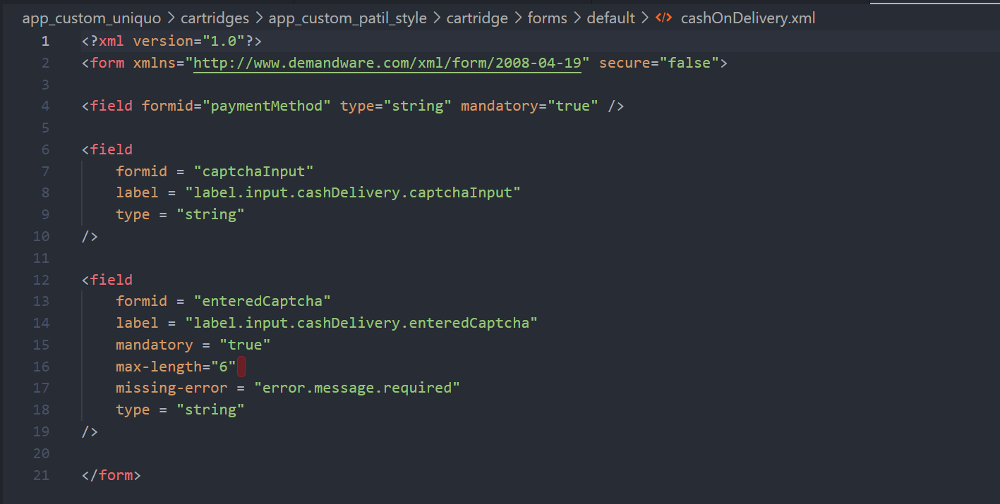 app_custom_uniquo > cartridges > app_custom_patil_style > cartridge > forms > default > </> cashOnDelivery.xml
1 <?xml version="1.0"?>
2 <form xmlns="http://www.demandware.com/xml/form/2008-04-19" secure="false">
3
4 <field formid="paymentMethod" type="string" mandatory="true" />
5
6 <field
7     formid = "captchaInput"
8     label = "label.input.cashDelivery.captchaInput"
9     type = "string"
10 />
11
12 <field
13     formid = "enteredCaptcha"
14     label = "label.input.cashDelivery.enteredCaptcha"
15     mandatory = "true"
16     max-length="6"
17     missing-error = "error.message.required"
18     type = "string"
19 />
20
21 </form>